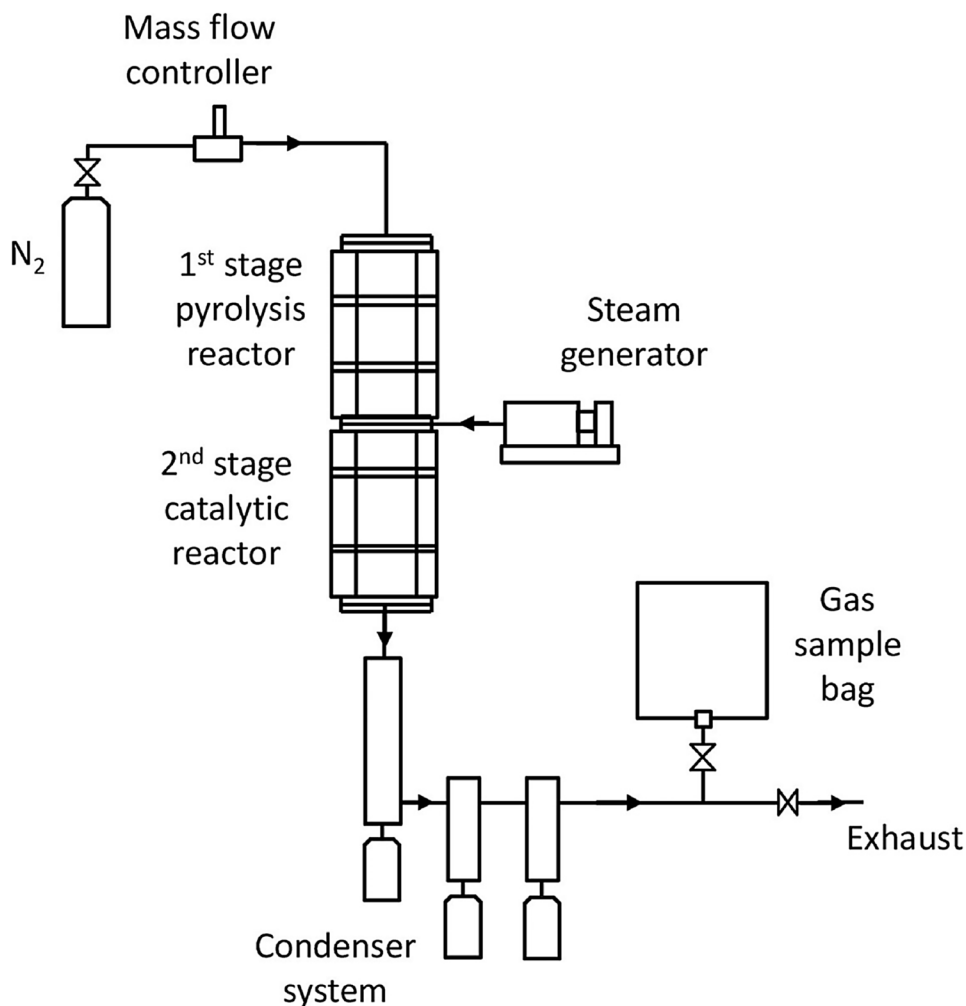 Mass flow
controller
N₂
1ˢᵗ stage
pyrolysis
reactor
Steam
generator
2ⁿᵈ stage
catalytic
reactor
Gas
sample
bag
Exhaust
Condenser
system